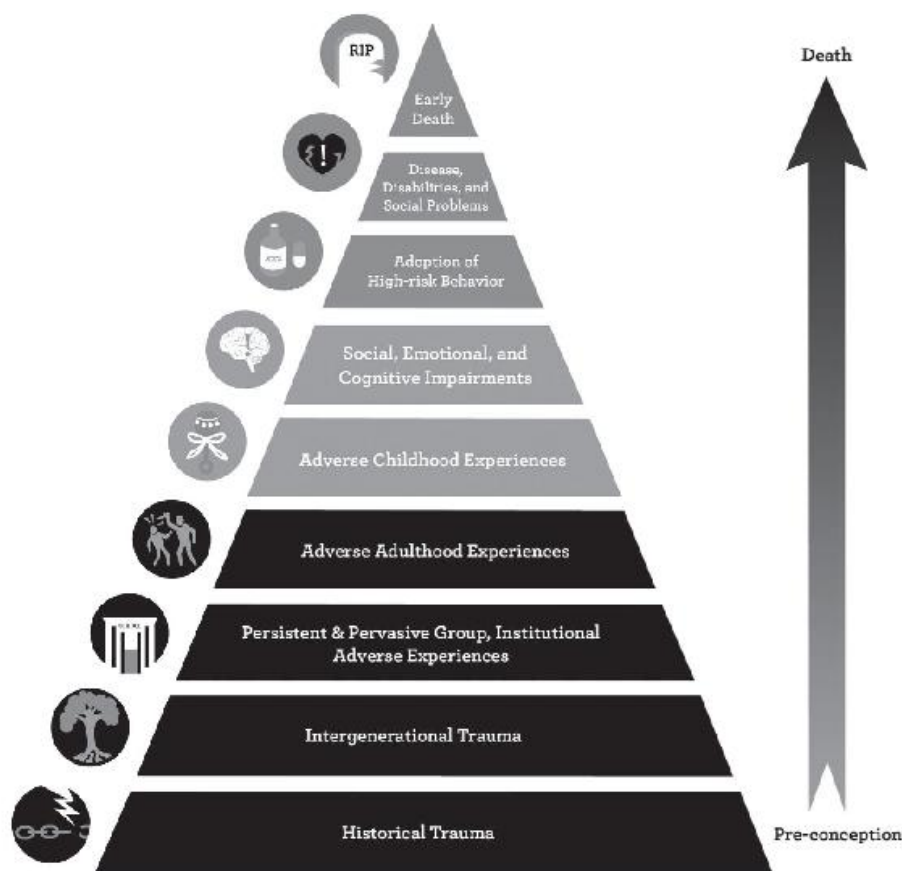 RIP
Death
Early
Death
Disease,
Disabilities, and
Social Problems
Adoption of
High-risk Behavior
Social, Emotional, and
Cognitive Impairments
Adverse Childhood Experiences
Adverse Adulthood Experiences
Persistent & Pervasive Group, Institutional
Adverse Experiences
Intergenerational Trauma
Historical Trauma
Pre-conception